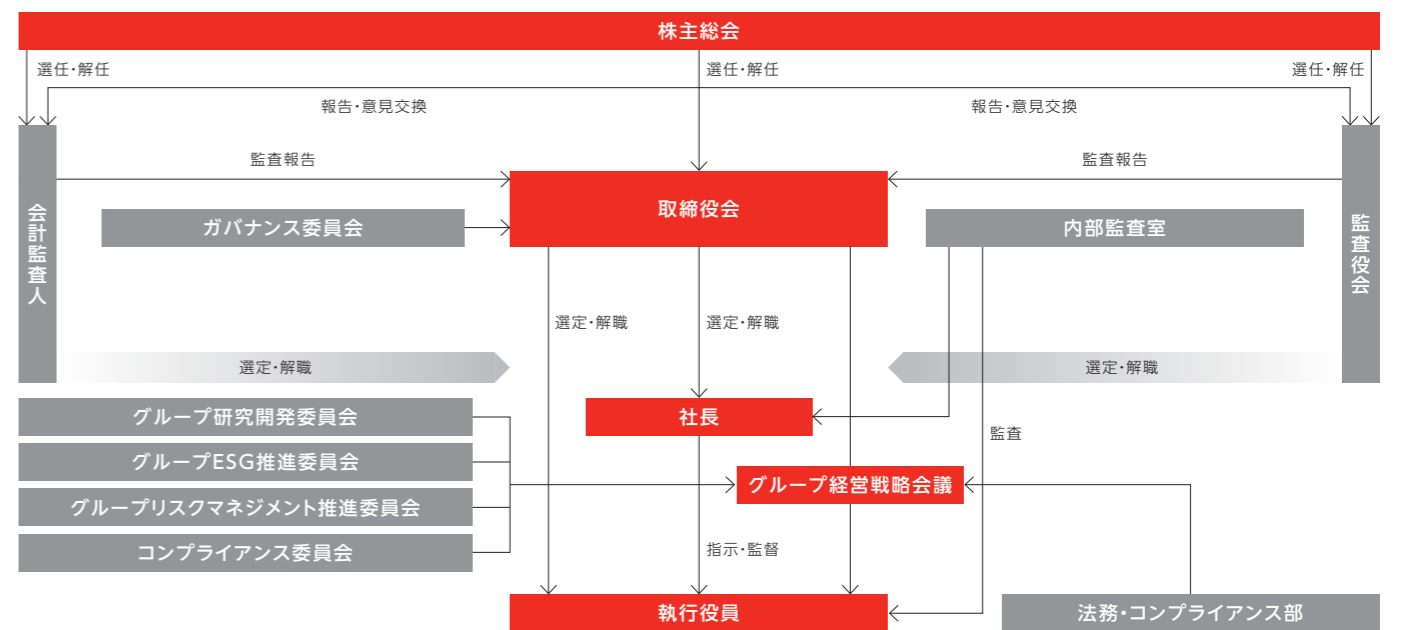 株主総会
選任・解任
選任・解任
選任・解任
報告・意見交換
報告・意見交換
監査報告
監査報告
会計監査人
取締役会
監査役会
ガバナンス委員会
内部監査室
選定・解職
選定・解職
選定・解職
選定・解職
グループ研究開発委員会
社長
監査
グループESG推進委員会
グループ経営戦略会議
グループリスクマネジメント推進委員会
コンプライアンス委員会
指示・監督
執行役員
法務・コンプライアンス部